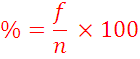 % = f/n × 100